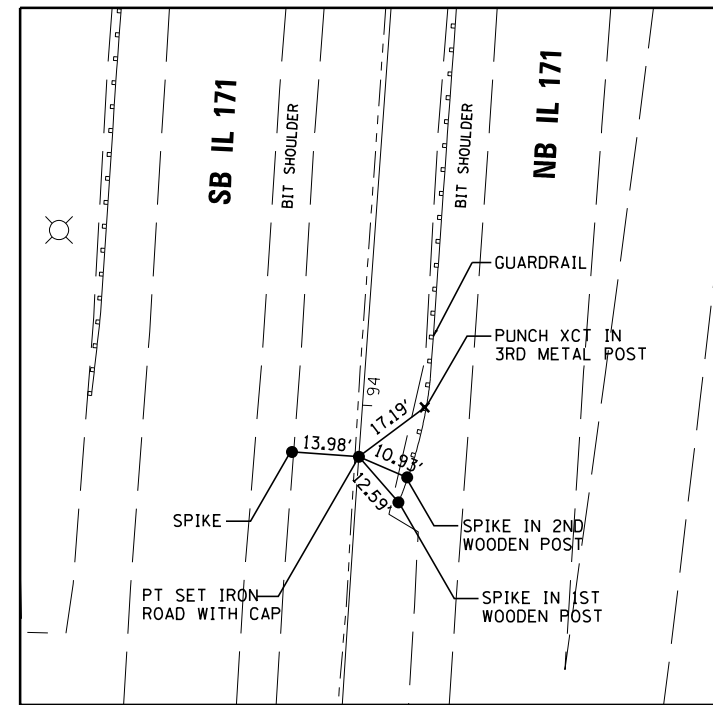 SB IL 171
BIT SHOULDER
BIT SHOULDER
NB IL 171
GUARDRAIL
PUNCH XCT IN
3RD METAL POST
94
17.19'
13.98'
10.93'
12.59'
SPIKE
SPIKE IN 2ND
WOODEN POST
PT SET IRON
ROAD WITH CAP
SPIKE IN 1ST
WOODEN POST